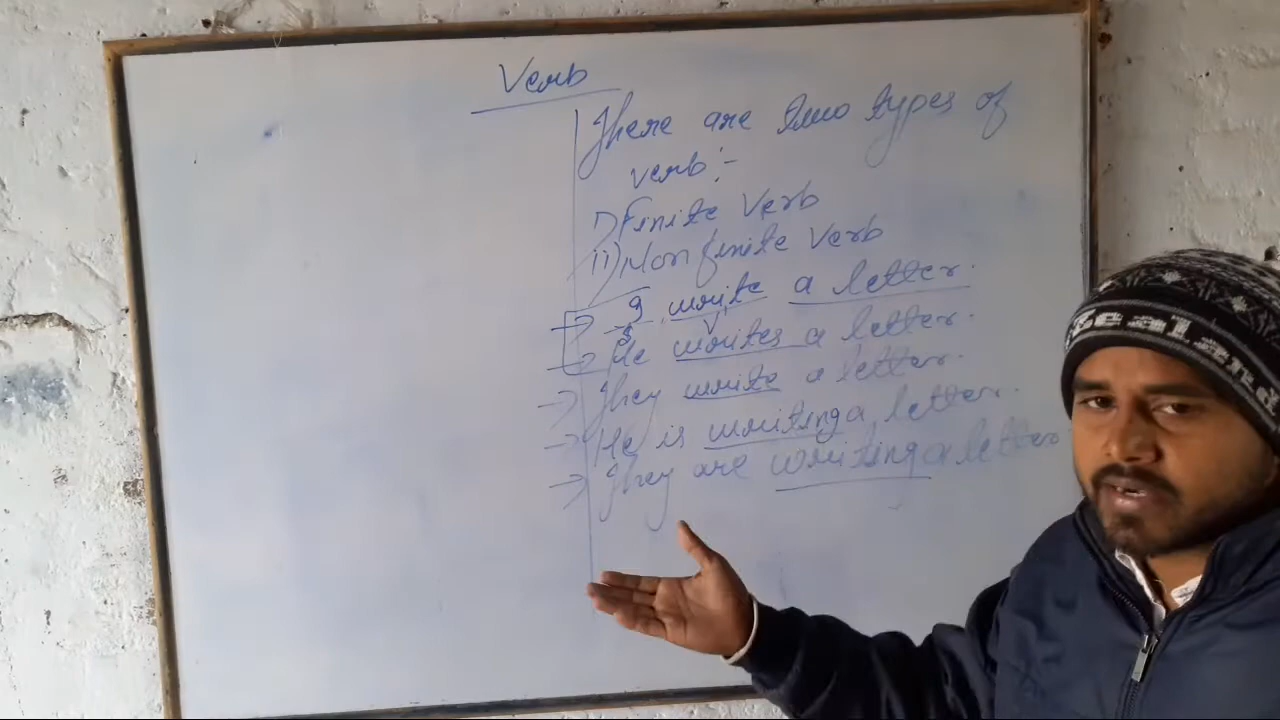 Verb
There are two types of
verb:-
i) Finite Verb
ii) Non finite Verb
→ I write a letter.
S V
→ He writes a letter.
→ They write a letter.
→ He is writing a letter.
→ They are writing a letter